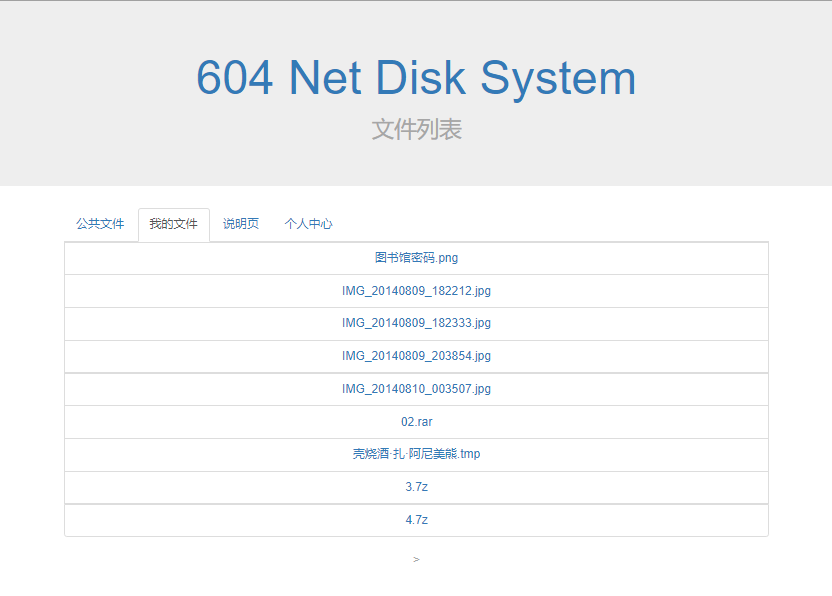 604 Net Disk System
文件列表
公共文件 我的文件 说明页 个人中心
图书馆密码.png
IMG_20140809_182212.jpg
IMG_20140809_182333.jpg
IMG_20140809_203854.jpg
IMG_20140810_003507.jpg
02.rar
壳烧酒·扎·阿尼美熊.tmp
3.7z
4.7z
>